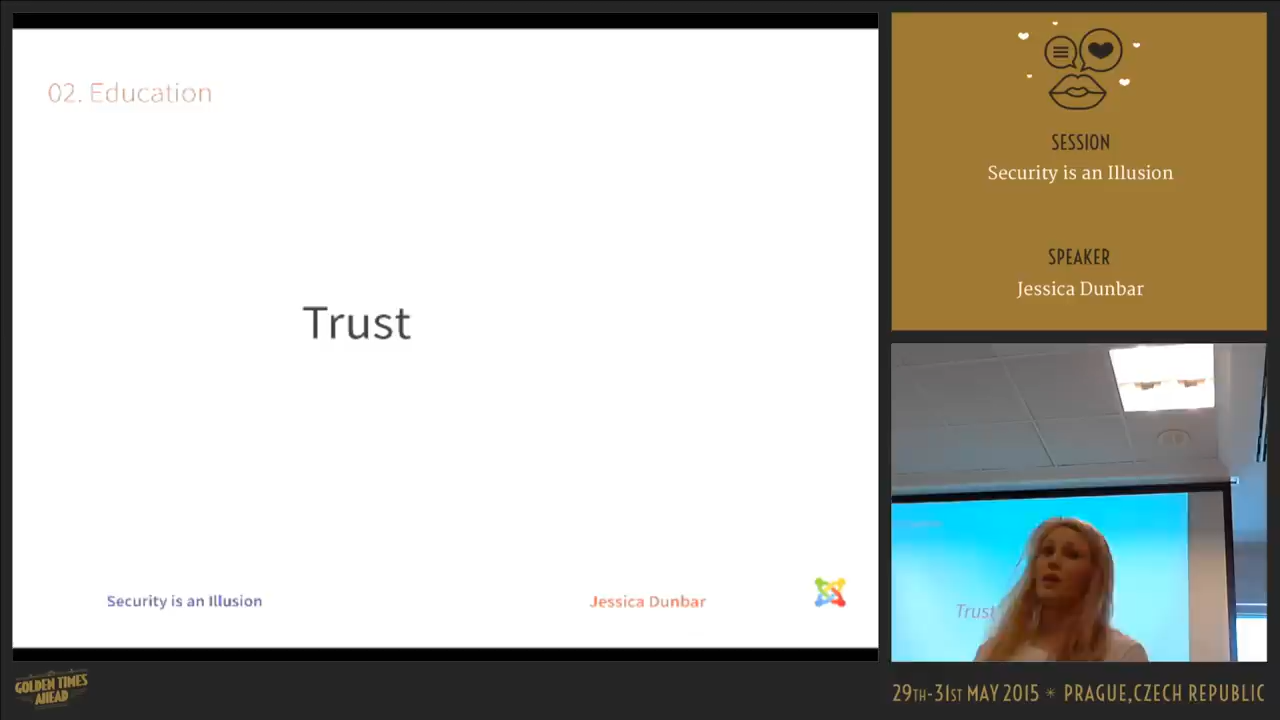 02. Education
Trust
Security is an Illusion
Jessica Dunbar
SESSION
Security is an Illusion
SPEAKER
Jessica Dunbar
Trust
GOLDEN TIMES
AHEAD
29TH-31ST MAY 2015 * PRAGUE,CZECH REPUBLIC